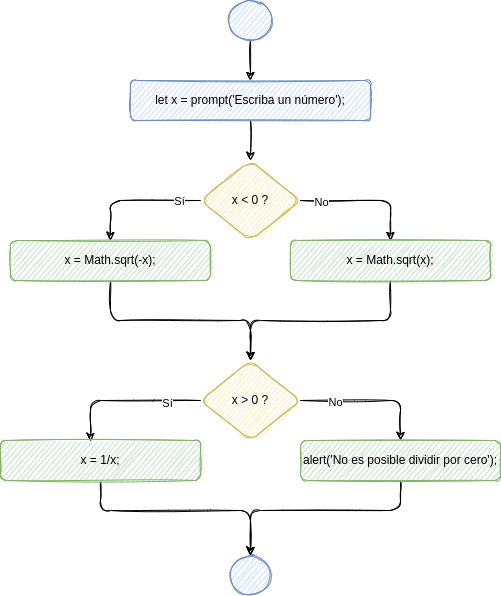 let x = prompt('Escriba un número');
x < 0 ?
Sí
No
x = Math.sqrt(-x);
x = Math.sqrt(x);
x > 0 ?
Sí
No
x = 1/x;
alert('No es posible dividir por cero');